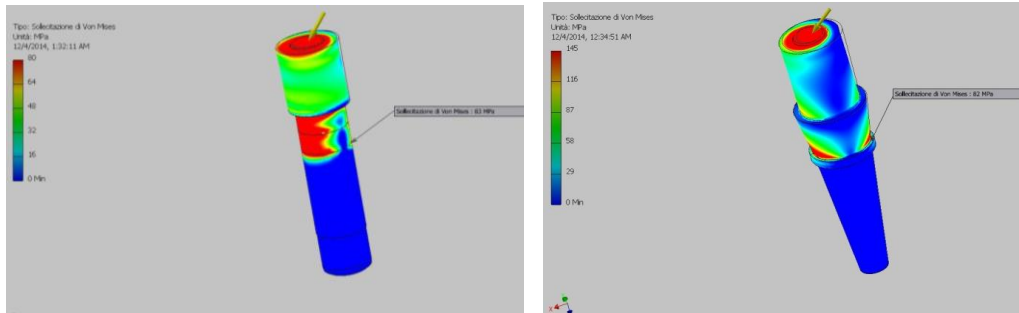 Tipo: Sollecitazione di Von Mises
Unità: MPa
12/4/2014, 1:32:11 AM
80
64
48
32
16
0 Min
Sollecitazione di Von Mises : 83 MPa
Tipo: Sollecitazione di Von Mises
Unità: MPa
12/4/2014, 12:34:51 AM
145
116
87
58
29
0 Min
Sollecitazione di Von Mises : 82 MPa
X